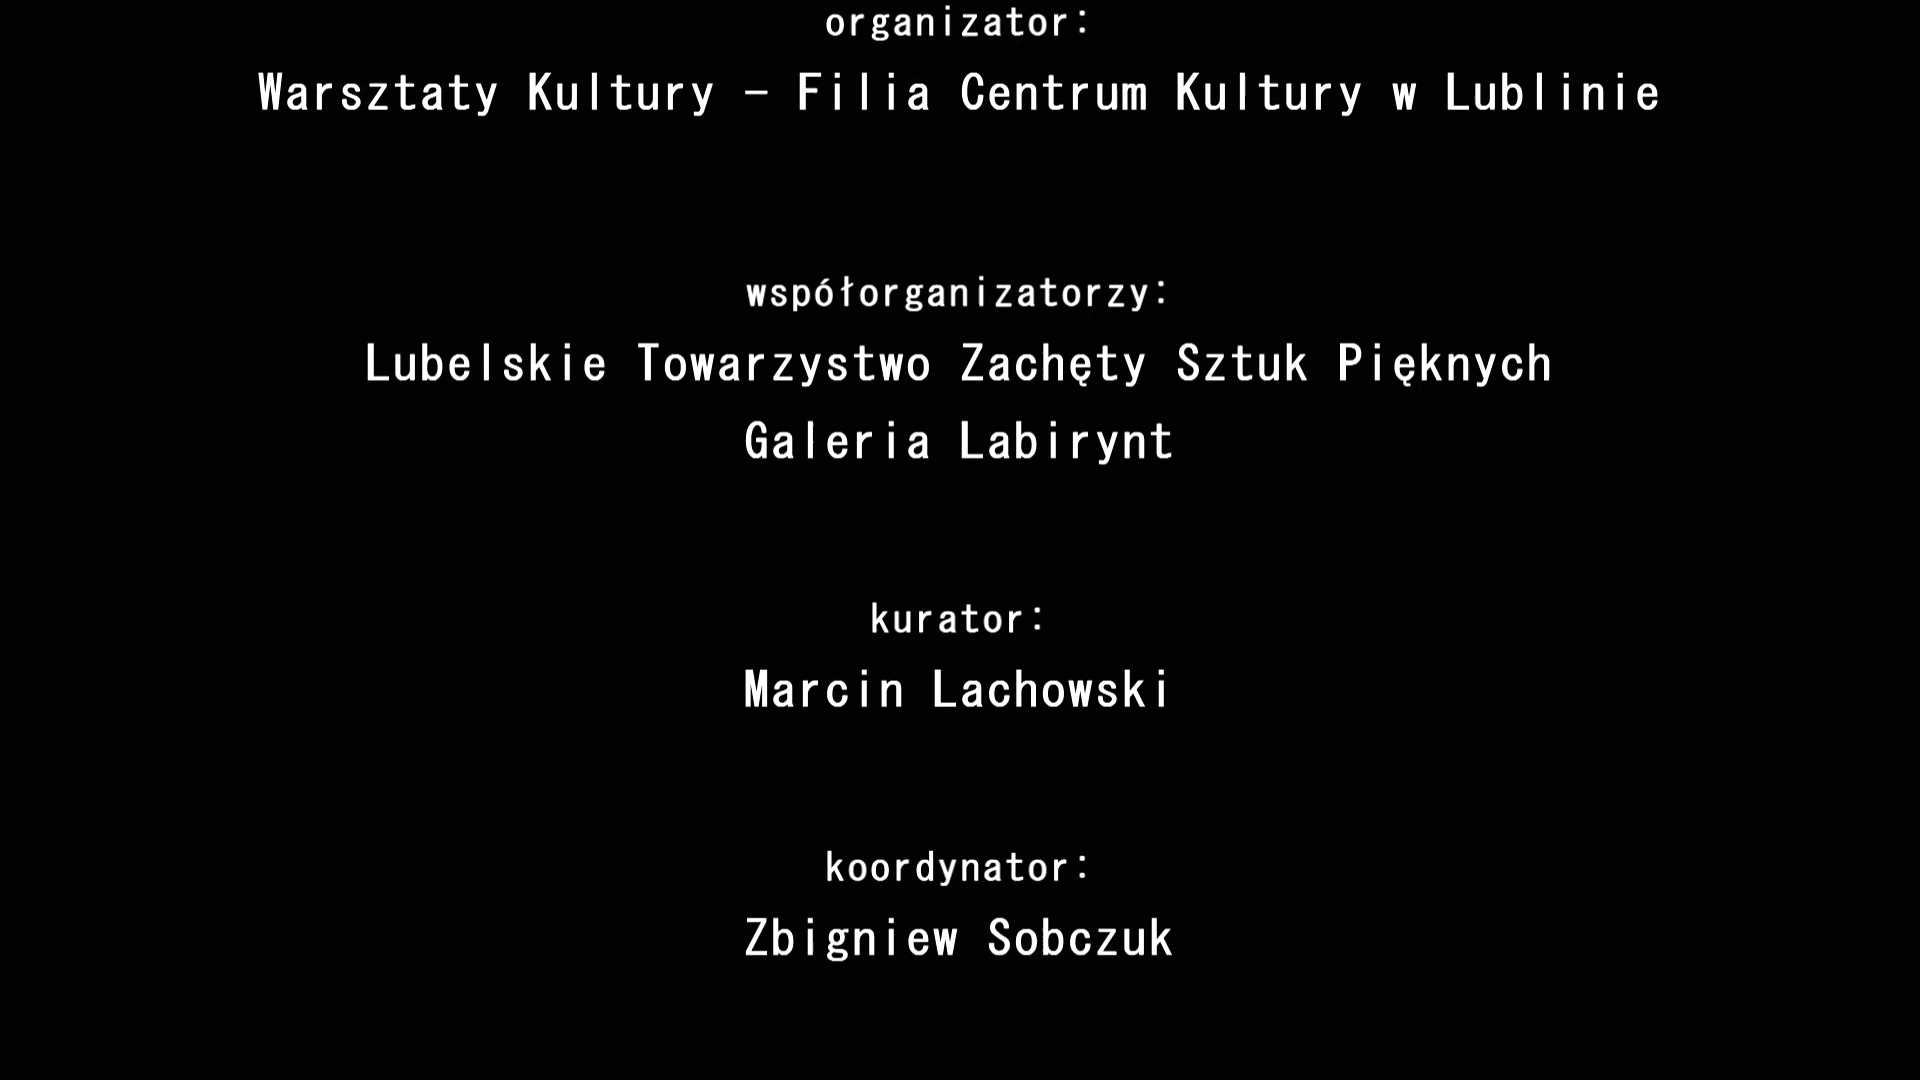 organizator:
Warsztaty Kultury – Filia Centrum Kultury w Lublinie
współorganizatorzy:
Lubelskie Towarzystwo Zachęty Sztuk Pięknych
Galeria Labirynt
kurator:
Marcin Lachowski
koordynator:
Zbigniew Sobczuk